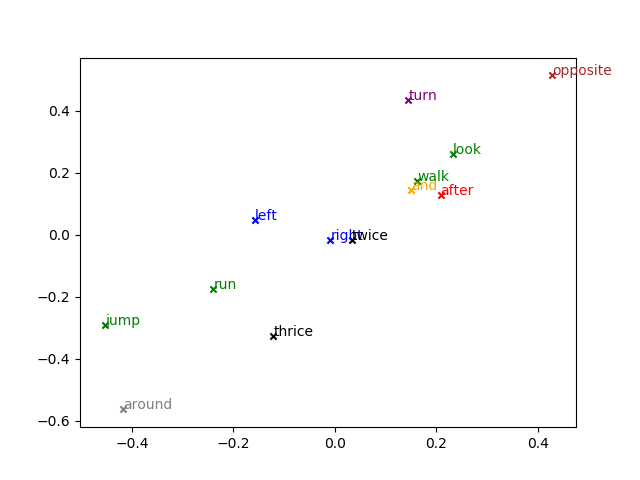 opposite
turn
0.4
look
0.2
walk
and
after
left
right
twice
0.0
run
−0.2
jump
thrice
−0.4
around
−0.6
−0.4
−0.2
0.0
0.2
0.4